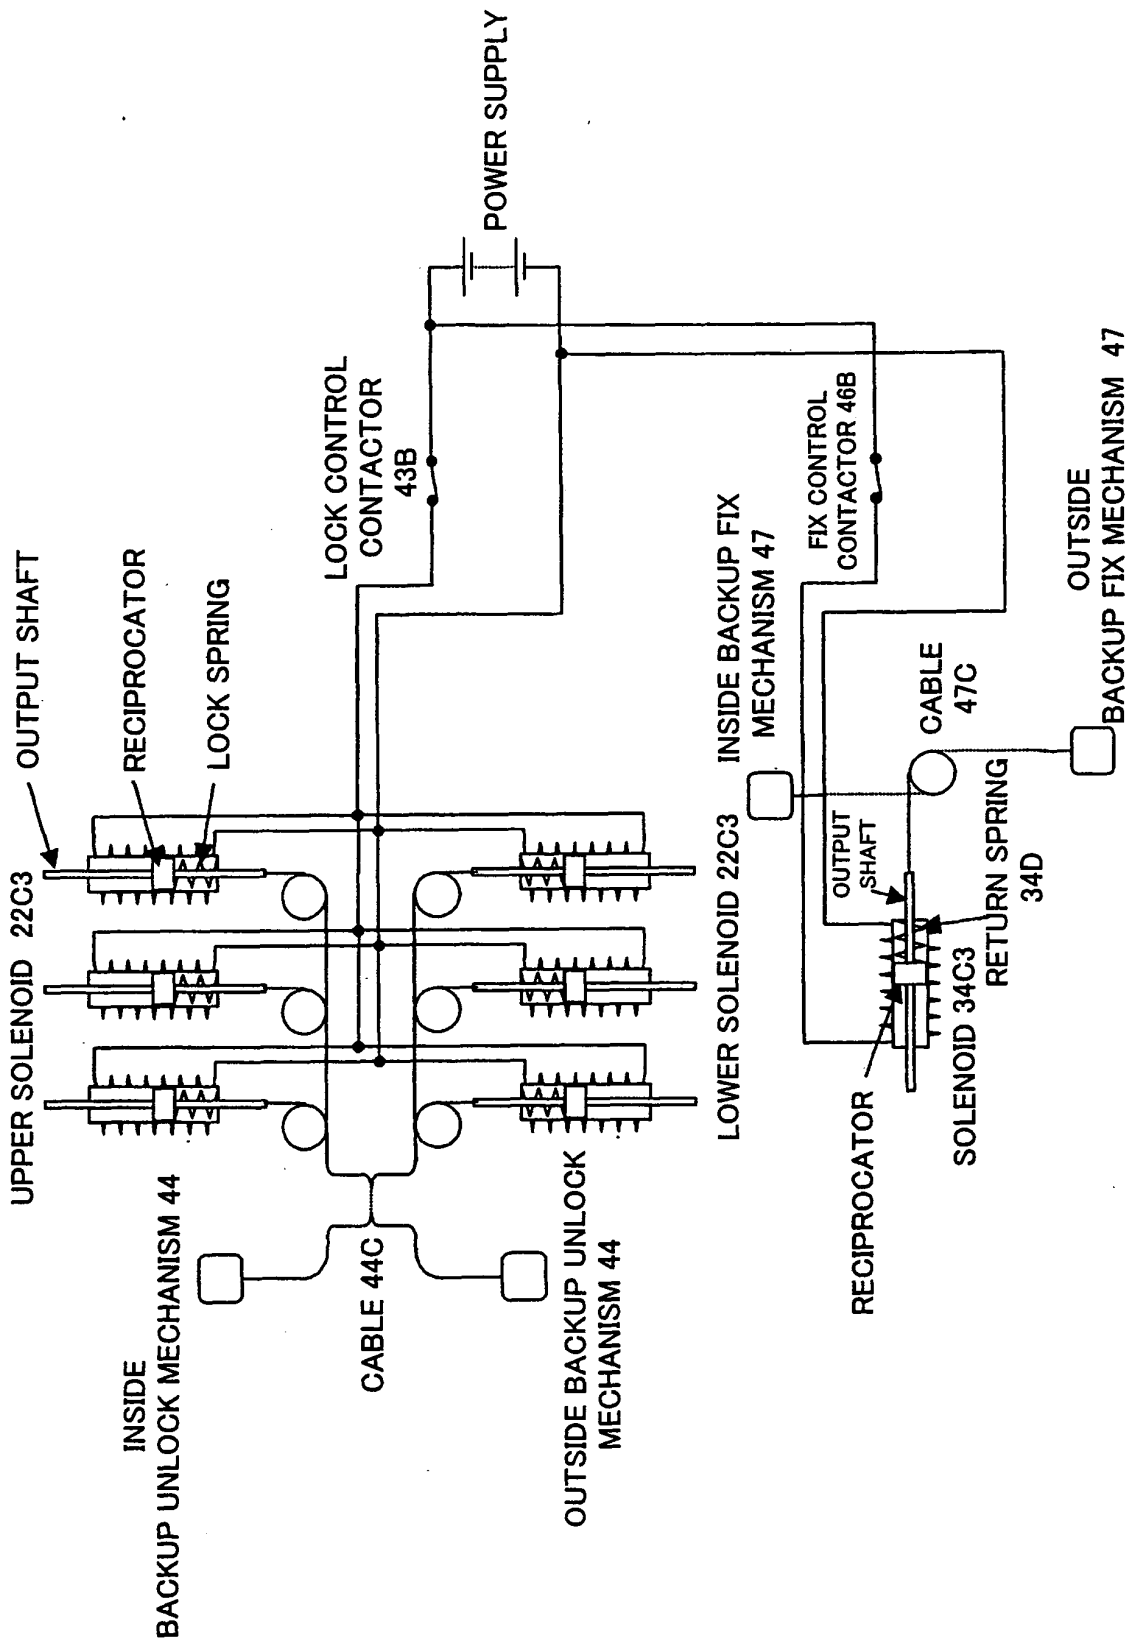 UPPER SOLENOID 22C3
OUTPUT SHAFT
RECIPROCATOR
LOCK SPRING
INSIDE
BACKUP UNLOCK MECHANISM 44
LOCK CONTROL
CONTACTOR
43B
POWER SUPPLY
CABLE 44C
OUTSIDE BACKUP UNLOCK
MECHANISM 44
LOWER SOLENOID 22C3
INSIDE BACKUP FIX
MECHANISM 47
FIX CONTROL
CONTACTOR 46B
OUTPUT
SHAFT
CABLE
47C
RECIPROCATOR
SOLENOID 34C3
RETURN SPRING
34D
OUTSIDE
BACKUP FIX MECHANISM 47